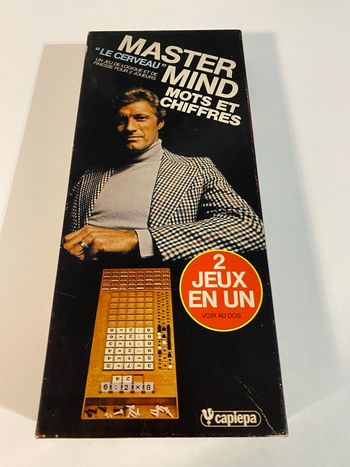 MASTER
"LE CERVEAU"
MIND
UN JEU DE LOGIQUE ET DE
FINESSE POUR 2 JOUEURS
MOTS ET
CHIFFRES
2
JEUX
EN UN
VOIR AU DOS
capiepa